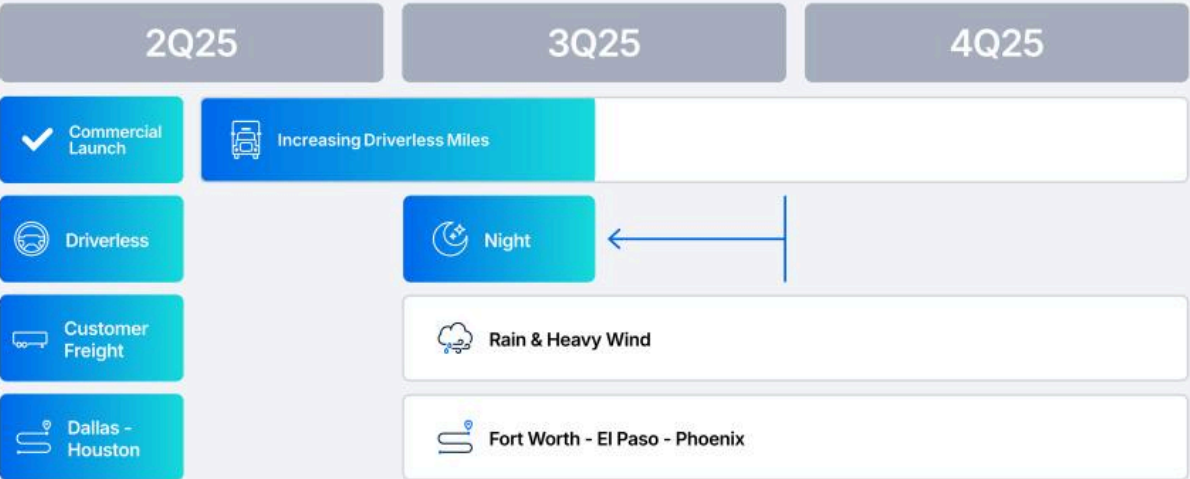 2Q25
3Q25
4Q25
Commercial
Launch
Increasing Driverless Miles
Driverless
Night
Customer
Freight
Rain & Heavy Wind
Dallas -
Houston
Fort Worth - El Paso - Phoenix